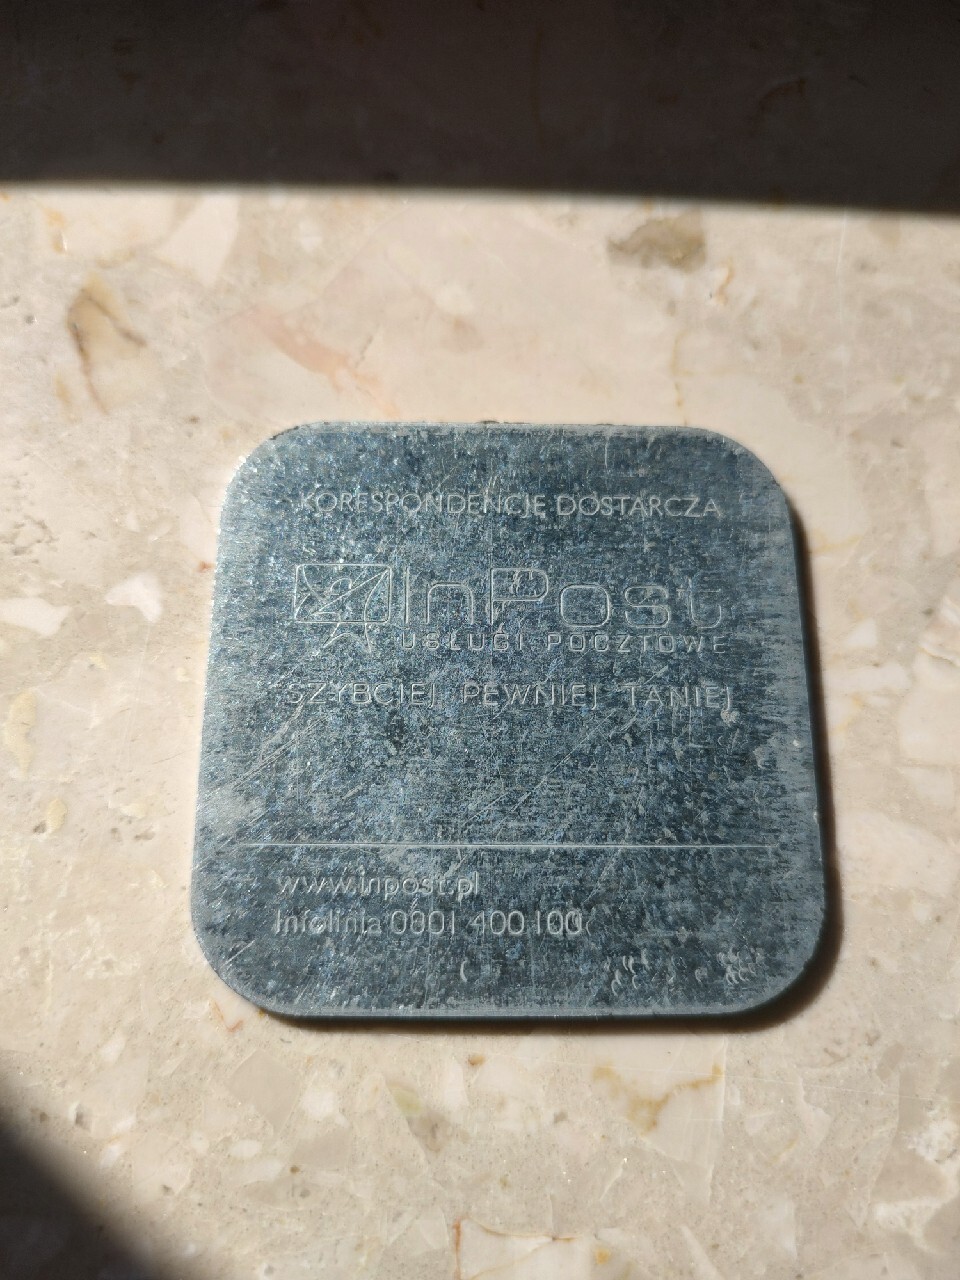 KORESPONDENCJĘ DOSTARCZA
InPost
USŁUGI POCZTOWE
SZYBCIEJ PEWNIEJ TANIEJ
www.inpost.pl
Infolinia 0801 400 100